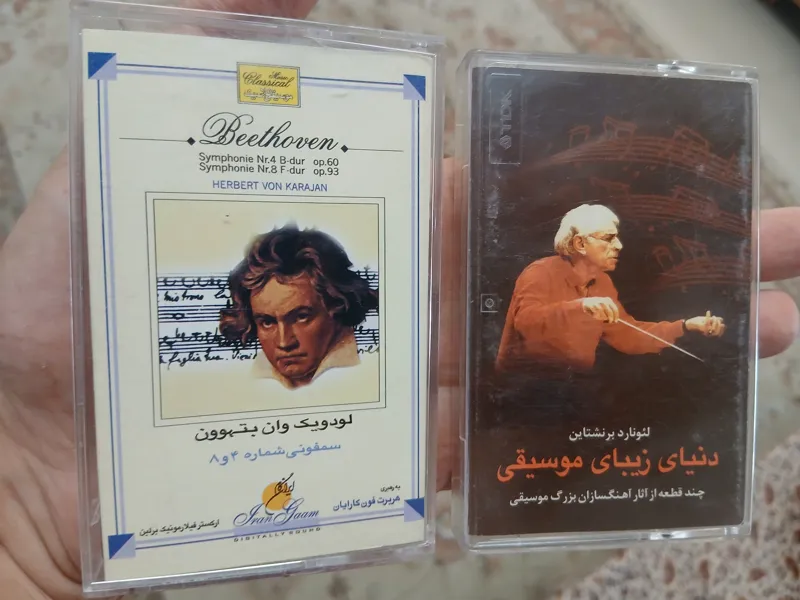 Music
Classical
Beethoven
Symphonie Nr.4 B-dur op.60
Symphonie Nr.8 F-dur op.93
HERBERT VON KARAJAN
لودویک وان بتهوون
سمفونی شماره ۴ و ۸
ایرانگام
Iran Gaam
DIGITALLY SOUND
به رهبری
هربرت فون کارایان
ارکستر فیلارمونیک برلین
TDK
لئونارد برنشتاین
دنیای زیبای موسیقی
چند قطعه از آثار آهنگسازان بزرگ موسیقی